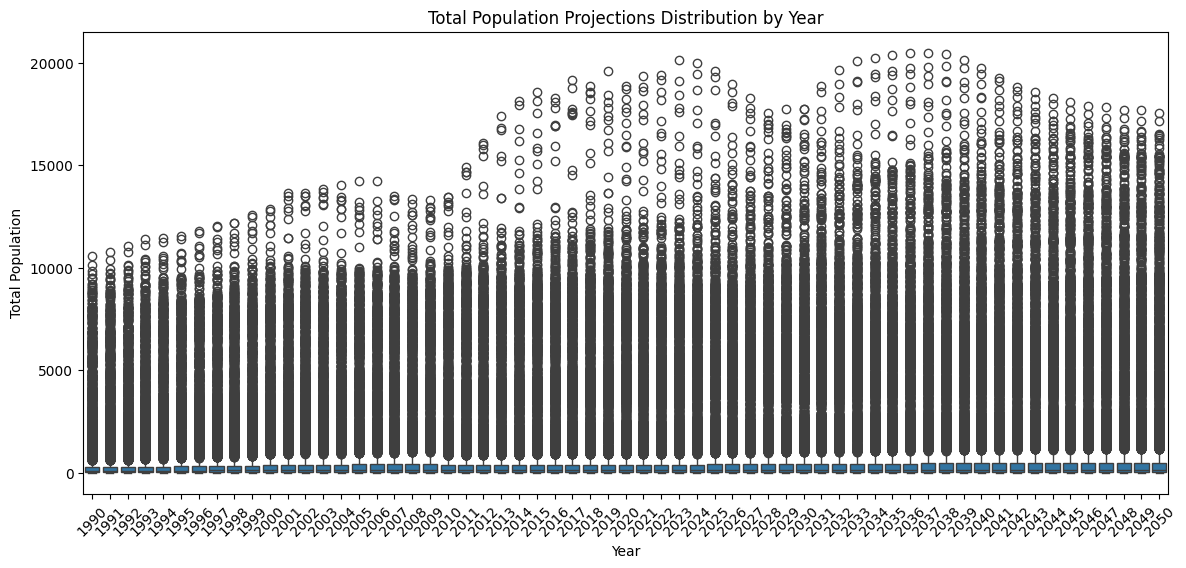 Total Population Projections Distribution by Year
Total Population
20000
15000
10000
5000
0
1990 1991 1992 1993 1994 1995 1996 1997 1998 1999 2000 2001 2002 2003 2004 2005 2006 2007 2008 2009 2010 2011 2012 2013 2014 2015 2016 2017 2018 2019 2020 2021 2022 2023 2024 2025 2026 2027 2028 2029 2030 2031 2032 2033 2034 2035 2036 2037 2038 2039 2040 2041 2042 2043 2044 2045 2046 2047 2048 2049 2050
Year